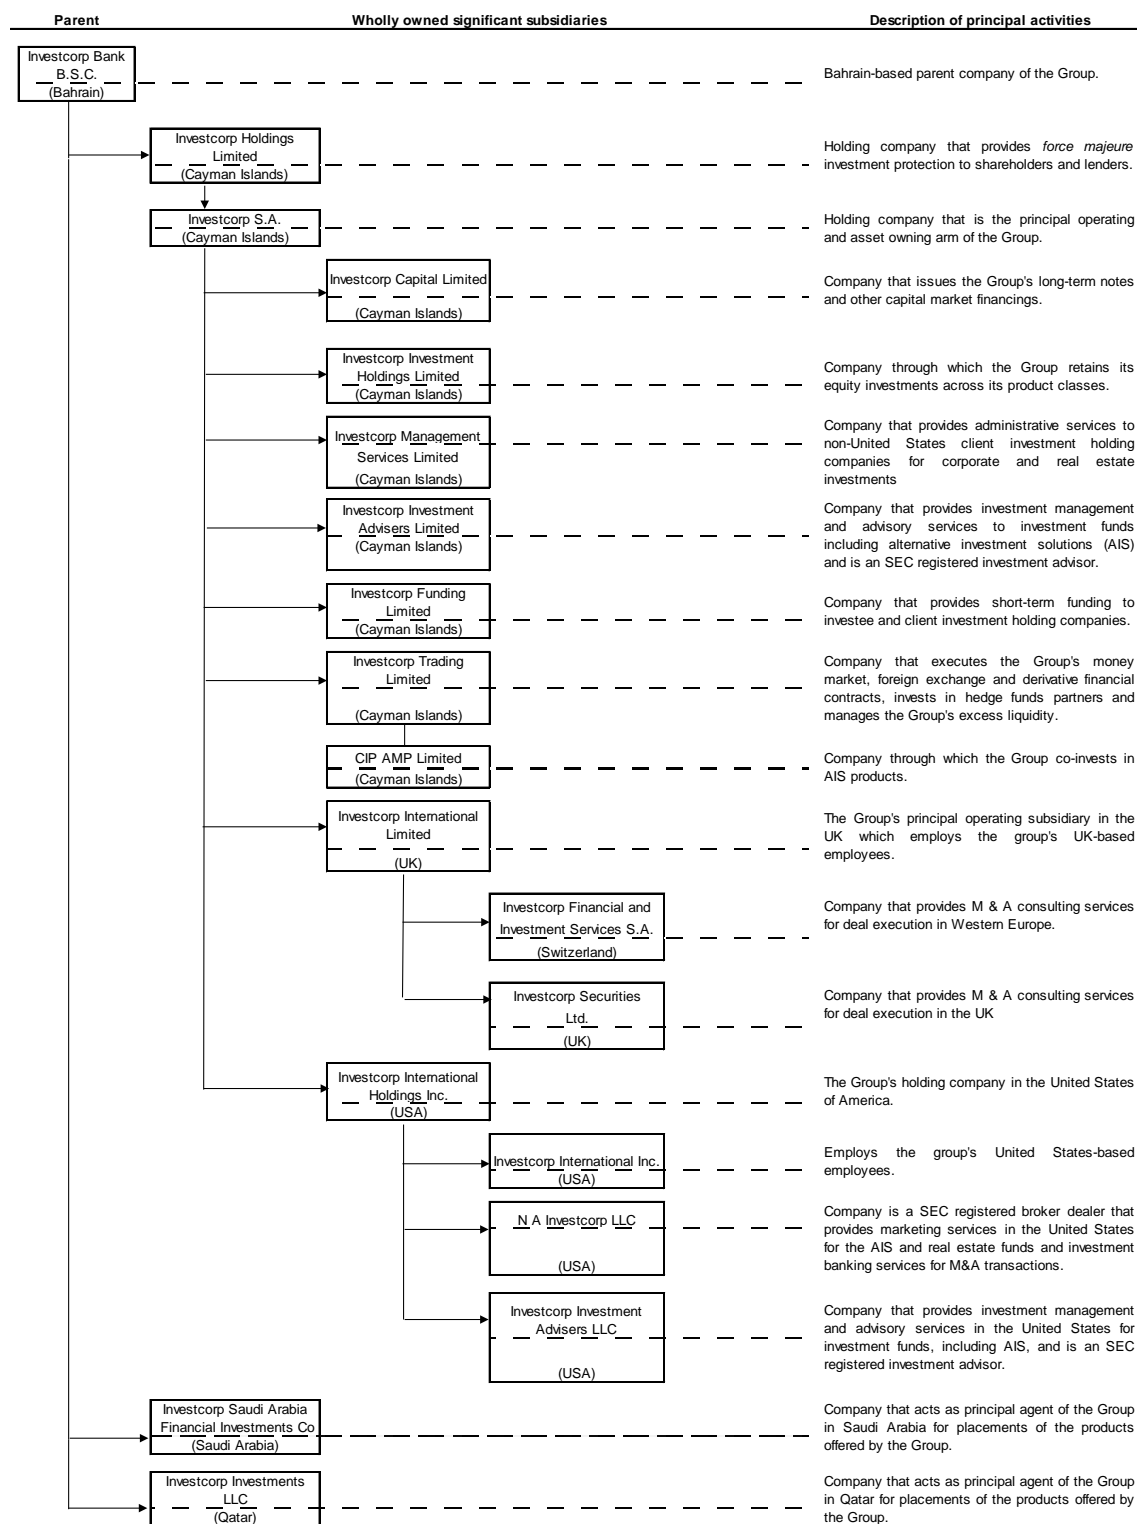 Parent
Wholly owned significant subsidiaries
Description of principal activities
Investcorp Bank
B.S.C.
(Bahrain)
Bahrain-based parent company of the Group.
Investcorp Holdings
Limited
(Cayman Islands)
Holding company that provides force majeure
investment protection to shareholders and lenders.
Investcorp S.A.
(Cayman Islands)
Holding company that is the principal operating
and asset owning arm of the Group.
Investcorp Capital Limited
(Cayman Islands)
Company that issues the Group's long-term notes
and other capital market financings.
Investcorp Investment
Holdings Limited
(Cayman Islands)
Company through which the Group retains its
equity investments across its product classes.
Investcorp Management
Services Limited
(Cayman Islands)
Company that provides administrative services to
non-United States client investment holding
companies for corporate and real estate
investments
Investcorp Investment
Advisers Limited
(Cayman Islands)
Company that provides investment management
and advisory services to investment funds
including alternative investment solutions (AIS)
and is an SEC registered investment advisor.
Investcorp Funding
Limited
(Cayman Islands)
Company that provides short-term funding to
investee and client investment holding companies.
Investcorp Trading
Limited
(Cayman Islands)
Company that executes the Group's money
market, foreign exchange and derivative financial
contracts, invests in hedge funds partners and
manages the Group's excess liquidity.
CIP AMP Limited
(Cayman Islands)
Company through which the Group co-invests in
AIS products.
Investcorp International
Limited
(UK)
The Group's principal operating subsidiary in the
UK which employs the group's UK-based
employees.
Investcorp Financial and
Investment Services S.A.
(Switzerland)
Company that provides M & A consulting services
for deal execution in Western Europe.
Investcorp Securities
Ltd.
(UK)
Company that provides M & A consulting services
for deal execution in the UK
Investcorp International
Holdings Inc.
(USA)
The Group's holding company in the United States
of America.
Investcorp International Inc.
(USA)
Employs the group's United States-based
employees.
N A Investcorp LLC
(USA)
Company is a SEC registered broker dealer that
provides marketing services in the United States
for the AIS and real estate funds and investment
banking services for M&A transactions.
Investcorp Investment
Advisers LLC
(USA)
Company that provides investment management
and advisory services in the United States for
investment funds, including AIS, and is an SEC
registered investment advisor.
Investcorp Saudi Arabia
Financial Investments Co
(Saudi Arabia)
Company that acts as principal agent of the Group
in Saudi Arabia for placements of the products
offered by the Group.
Investcorp Investments
LLC
(Qatar)
Company that acts as principal agent of the Group
in Qatar for placements of the products offered by
the Group.